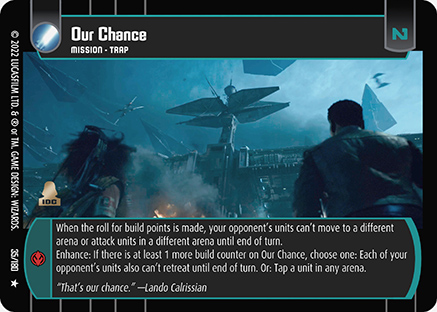 Our Chance
MISSION • TRAP
2
100
When the roll for build points is made, your opponent's units can't move to a different
arena or attack units in a different arena until end of turn.
Enhance: If there is at least 1 more build counter on Our Chance, choose one: Each of your
opponent's units also can't retreat until end of turn. Or: Tap a unit in any arena.
"That's our chance." —Lando Calrissian
© 2022 LUCASFILM LTD. & ® OR TM. GAME DESIGN: WIZARDS.
35/180
★